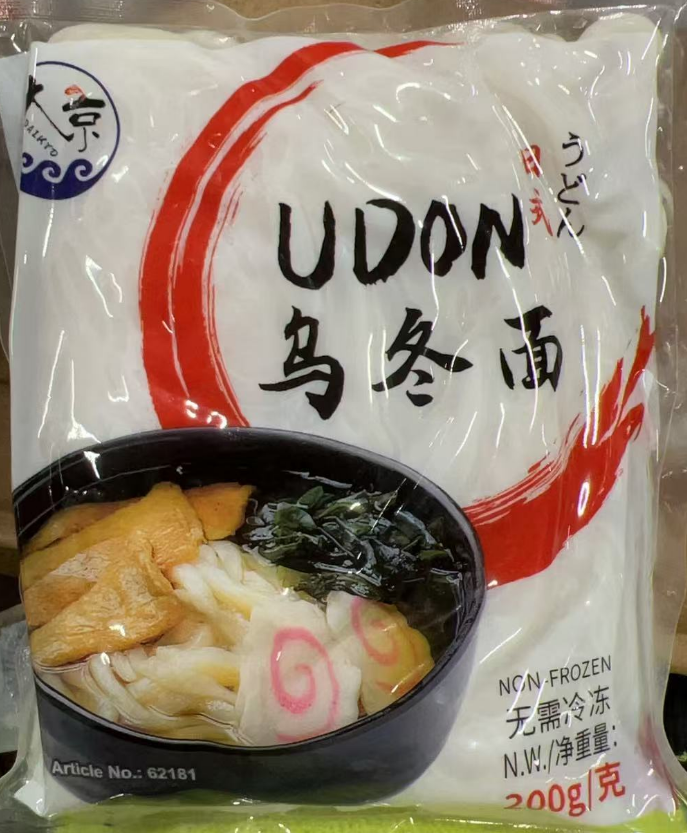 大京
DAIKYO
うどん
日式
UDON
乌冬面
NON-FROZEN
无需冷冻
N.W./净重量:
200g/克
Article No.: 62181